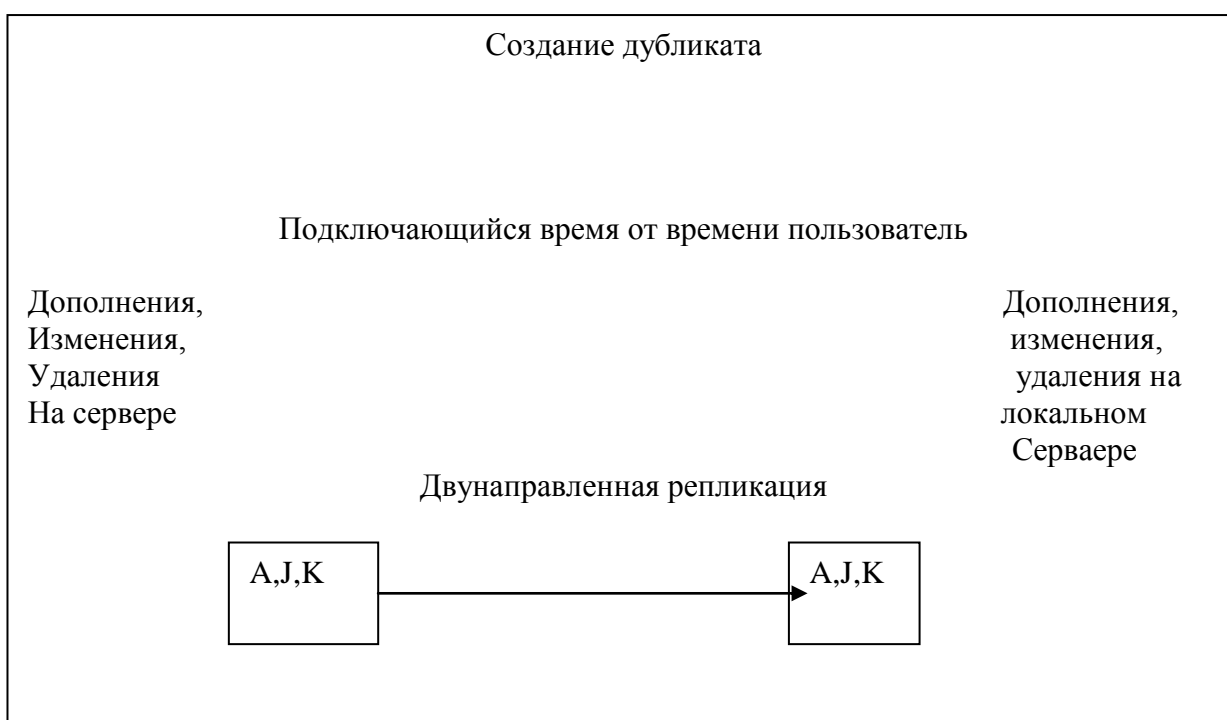 Создание дубликата
Подключающийся время от времени пользователь
Дополнения,
Изменения,
Удаления
На сервере
Дополнения,
изменения,
удаления на
локальном
Серваере
Двунаправленная репликация
A,J,K
A,J,K